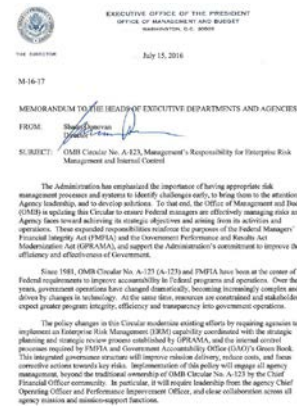 EXECUTIVE OFFICE OF THE PRESIDENT
OFFICE OF MANAGEMENT AND BUDGET
WASHINGTON, D.C. 20503
THE DIRECTOR
July 15, 2016
M-16-17
MEMORANDUM TO THE HEADS OF EXECUTIVE DEPARTMENTS AND AGENCIES
FROM: Shaun Donovan
Director
SUBJECT: OMB Circular No. A-123, Management's Responsibility for Enterprise Risk
Management and Internal Control
The Administration has emphasized the importance of having appropriate risk
management processes and systems to identify challenges early, to bring them to the attention
Agency leadership, and to develop solutions. To that end, the Office of Management and Bud
(OMB) is updating this Circular to ensure Federal managers are effectively managing risks an
Agency faces toward achieving its strategic objectives and arising from its activities and
operations. These expanded responsibilities reinforce the purposes of the Federal Managers'
Financial Integrity Act (FMFIA) and the Government Performance and Results Act
Modernization Act (GPRAMA), and support the Administration's commitment to improve the
efficiency and effectiveness of Government.
Since 1981, OMB Circular No. A-123 (A-123) and FMFIA have been at the center of
Federal requirements to improve accountability in Federal programs and operations. Over the
years, government operations have changed dramatically, becoming increasingly complex and
driven by changes in technology. At the same time, resources are constrained and stakeholder
expect greater program integrity, efficiency and transparency into government operations.
The policy changes in this Circular modernize existing efforts by requiring agencies to
implement an Enterprise Risk Management (ERM) capability coordinated with the strategic
planning and strategic review process established by GPRAMA, and the internal control
processes required by FMFIA and Government Accountability Office (GAO)'s Green Book.
This integrated governance structure will improve mission delivery, reduce costs, and focus
corrective actions towards key risks. Implementation of this policy will engage all agency
management, beyond the traditional ownership of OMB Circular No. A-123 by the Chief
Financial Officer community. In particular, it will require leadership from the agency Chief
Operating Officer and Performance Improvement Officer, and close collaboration across all
agency mission and mission-support functions.